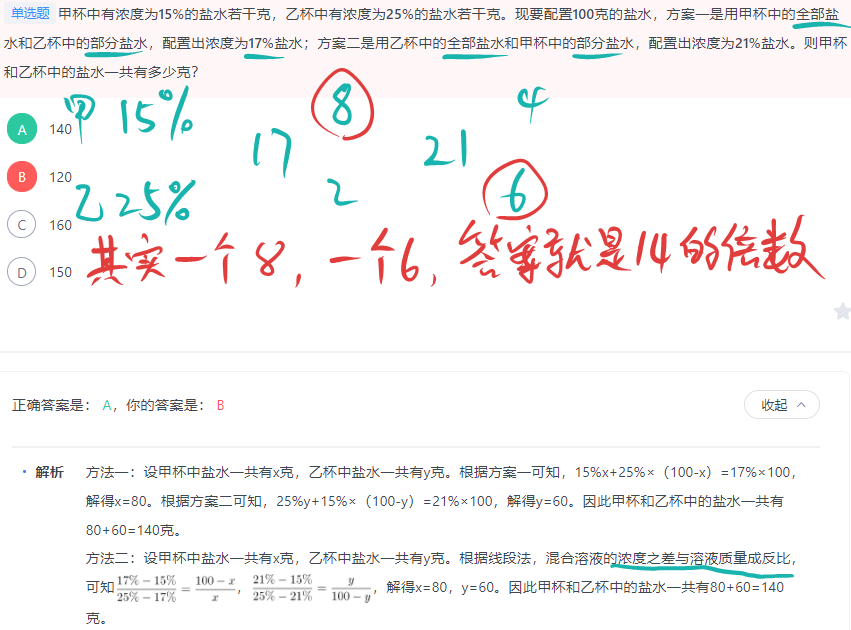 单选题 甲杯中有浓度为15%的盐水若干克，乙杯中有浓度为25%的盐水若干克。现要配置100克的盐水，方案一是用甲杯中的全部盐
水和乙杯中的部分盐水，配置出浓度为17%盐水；方案二是用乙杯中的全部盐水和甲杯中的部分盐水，配置出浓度为21%盐水。则甲杯
和乙杯中的盐水一共有多少克？
甲 15% 8 4
A 140
17 21
B 120
乙 25% 2 6
C 160
其实一个8，一个6，答案就是14的倍数
D 150
正确答案是： A，你的答案是： B
收起
解析 方法一：设甲杯中盐水一共有x克，乙杯中盐水一共有y克。根据方案一可知，15%x+25%×（100-x）=17%×100，
解得x=80。根据方案二可知，25%y+15%×（100-y）=21%×100，解得y=60。因此甲杯和乙杯中的盐水一共有
80+60=140克。
方法二：设甲杯中盐水一共有x克，乙杯中盐水一共有y克。根据线段法，混合溶液的浓度之差与溶液质量成反比，
可知 (17% − 15%)/(25% − 17%) = (100 − x)/x， (21% − 15%)/(25% − 21%) = y/(100 − y)，解得x=80，y=60。因此甲杯和乙杯中的盐水一共有80+60=140
克。